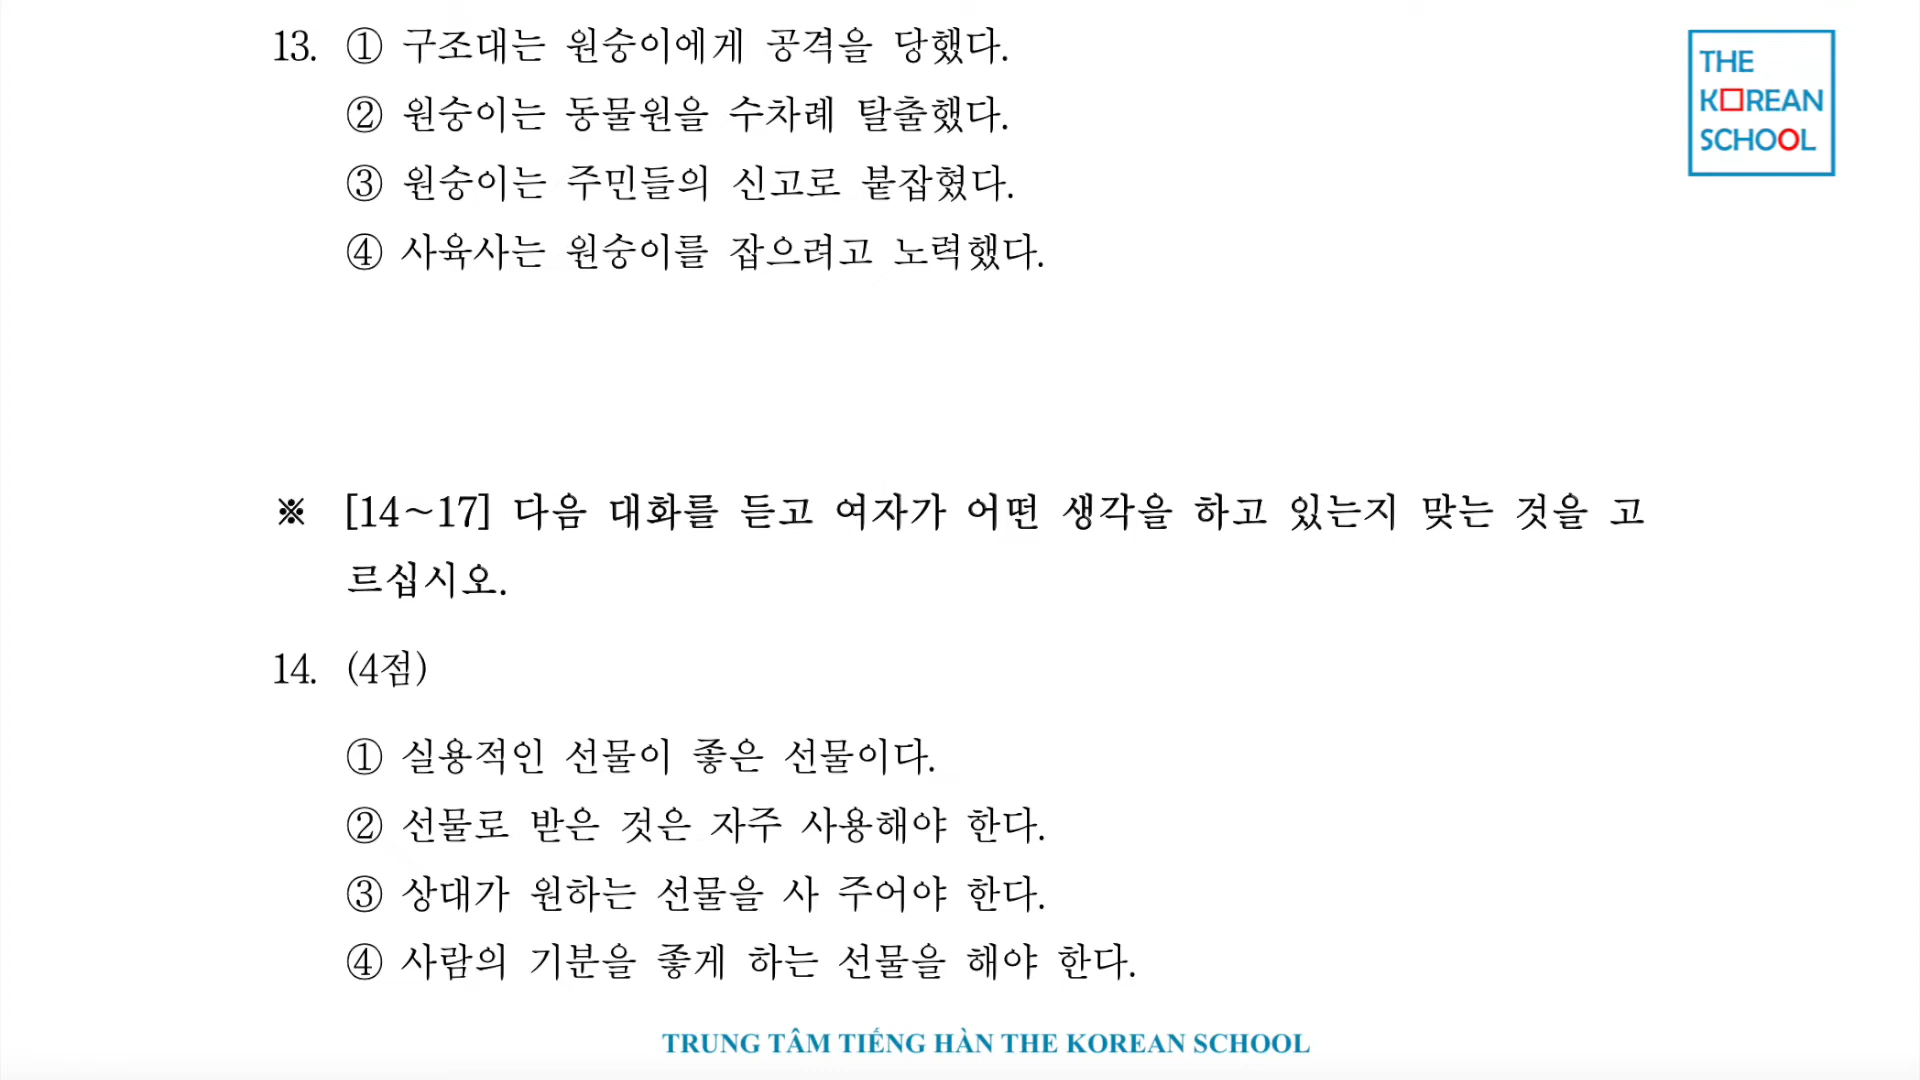 13. ① 구조대는 원숭이에게 공격을 당했다.
② 원숭이는 동물원을 수차례 탈출했다.
③ 원숭이는 주민들의 신고로 붙잡혔다.
④ 사육사는 원숭이를 잡으려고 노력했다.
THE
KOREAN
SCHOOL
※ [14～17] 다음 대화를 듣고 여자가 어떤 생각을 하고 있는지 맞는 것을 고
르십시오.
14. (4점)
① 실용적인 선물이 좋은 선물이다.
② 선물로 받은 것은 자주 사용해야 한다.
③ 상대가 원하는 선물을 사 주어야 한다.
④ 사람의 기분을 좋게 하는 선물을 해야 한다.
TRUNG TÂM TIẾNG HÀN THE KOREAN SCHOOL